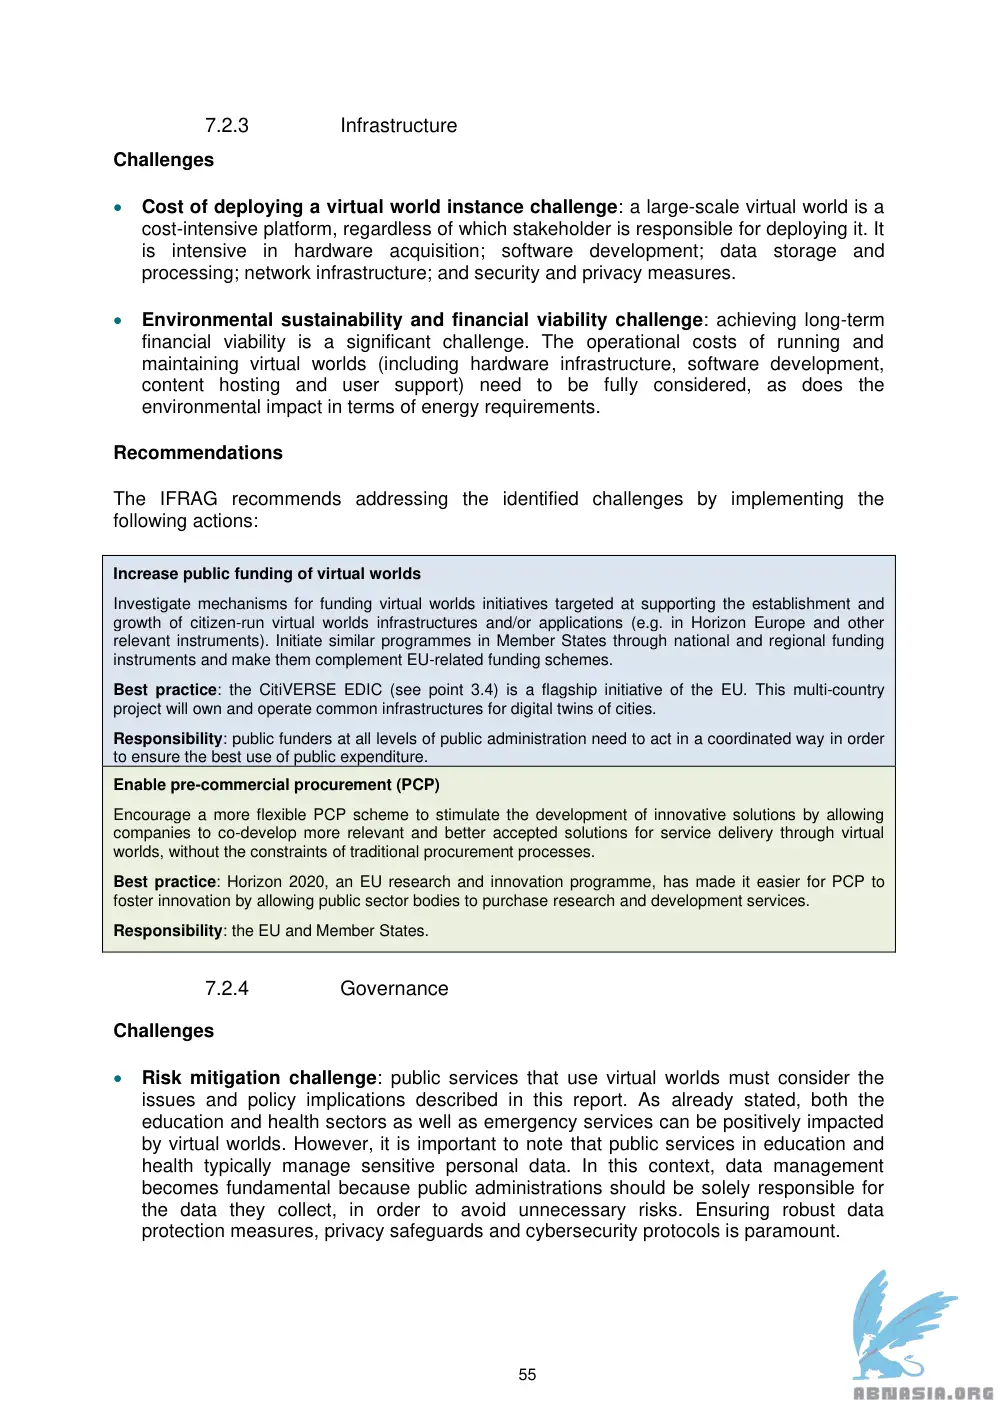 7.2.3 Infrastructure
Challenges
• Cost of deploying a virtual world instance challenge: a large-scale virtual world is a
cost-intensive platform, regardless of which stakeholder is responsible for deploying it. It
is intensive in hardware acquisition; software development; data storage and
processing; network infrastructure; and security and privacy measures.
• Environmental sustainability and financial viability challenge: achieving long-term
financial viability is a significant challenge. The operational costs of running and
maintaining virtual worlds (including hardware infrastructure, software development,
content hosting and user support) need to be fully considered, as does the
environmental impact in terms of energy requirements.
Recommendations
The IFRAG recommends addressing the identified challenges by implementing the
following actions:
Increase public funding of virtual worlds
Investigate mechanisms for funding virtual worlds initiatives targeted at supporting the establishment and
growth of citizen-run virtual worlds infrastructures and/or applications (e.g. in Horizon Europe and other
relevant instruments). Initiate similar programmes in Member States through national and regional funding
instruments and make them complement EU-related funding schemes.
Best practice: the CitiVERSE EDIC (see point 3.4) is a flagship initiative of the EU. This multi-country
project will own and operate common infrastructures for digital twins of cities.
Responsibility: public funders at all levels of public administration need to act in a coordinated way in order
to ensure the best use of public expenditure.
Enable pre-commercial procurement (PCP)
Encourage a more flexible PCP scheme to stimulate the development of innovative solutions by allowing
companies to co-develop more relevant and better accepted solutions for service delivery through virtual
worlds, without the constraints of traditional procurement processes.
Best practice: Horizon 2020, an EU research and innovation programme, has made it easier for PCP to
foster innovation by allowing public sector bodies to purchase research and development services.
Responsibility: the EU and Member States.
7.2.4 Governance
Challenges
• Risk mitigation challenge: public services that use virtual worlds must consider the
issues and policy implications described in this report. As already stated, both the
education and health sectors as well as emergency services can be positively impacted
by virtual worlds. However, it is important to note that public services in education and
health typically manage sensitive personal data. In this context, data management
becomes fundamental because public administrations should be solely responsible for
the data they collect, in order to avoid unnecessary risks. Ensuring robust data
protection measures, privacy safeguards and cybersecurity protocols is paramount.
55
ABNASIA.ORG